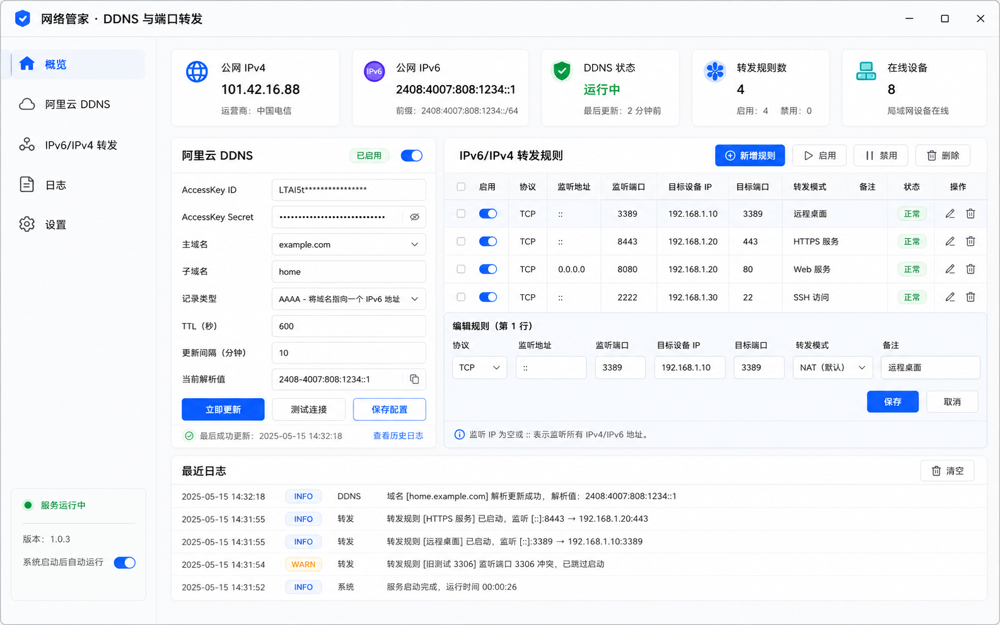 网络管家 · DDNS 与端口转发
概览
阿里云 DDNS
IPv6/IPv4 转发
日志
设置
服务运行中
版本：1.0.3
系统启动后自动运行
公网 IPv4
101.42.16.88
运营商：中国电信
IPv6
公网 IPv6
2408:4007:808:1234::1
前缀：2408:4007:808:1234::/64
DDNS 状态
运行中
最后更新：2 分钟前
转发规则数
4
启用：4 禁用：0
在线设备
8
局域网设备在线
阿里云 DDNS 已启用
AccessKey ID LTAI5t****************
AccessKey Secret ••••••••••••••••••••••••••••
主域名 example.com
子域名 home
记录类型 AAAA - 将域名指向一个 IPv6 地址
TTL（秒） 600
更新间隔（分钟） 10
当前解析值 2408-4007:808:1234::1
立即更新 测试连接 保存配置
最后成功更新：2025-05-15 14:32:18 查看历史日志
IPv6/IPv4 转发规则 新增规则 启用 禁用 删除
启用 协议 监听地址 监听端口 目标设备 IP 目标端口 转发模式 备注 状态 操作
TCP :: 3389 192.168.1.10 3389 远程桌面 正常
TCP :: 8443 192.168.1.20 443 HTTPS 服务 正常
TCP 0.0.0.0 8080 192.168.1.20 80 Web 服务 正常
TCP :: 2222 192.168.1.30 22 SSH 访问 正常
编辑规则（第 1 行）
协议 监听地址 监听端口 目标设备 IP 目标端口 转发模式 备注
TCP :: 3389 192.168.1.10 3389 NAT（默认） 远程桌面
保存 取消
监听 IP 为空或 :: 表示监听所有 IPv4/IPv6 地址。
最近日志 清空
2025-05-15 14:32:18 INFO DDNS 域名 [home.example.com] 解析更新成功，解析值：2408:4007:808:1234::1
2025-05-15 14:31:55 INFO 转发 转发规则 [HTTPS 服务] 已启动，监听 [::]:8443 → 192.168.1.20:443
2025-05-15 14:31:55 INFO 转发 转发规则 [远程桌面] 已启动，监听 [::]:3389 → 192.168.1.10:3389
2025-05-15 14:31:54 WARN 转发 转发规则 [旧测试 3306] 监听端口 3306 冲突，已跳过启动
2025-05-15 14:31:52 INFO 系统 服务启动完成，运行时间 00:00:26